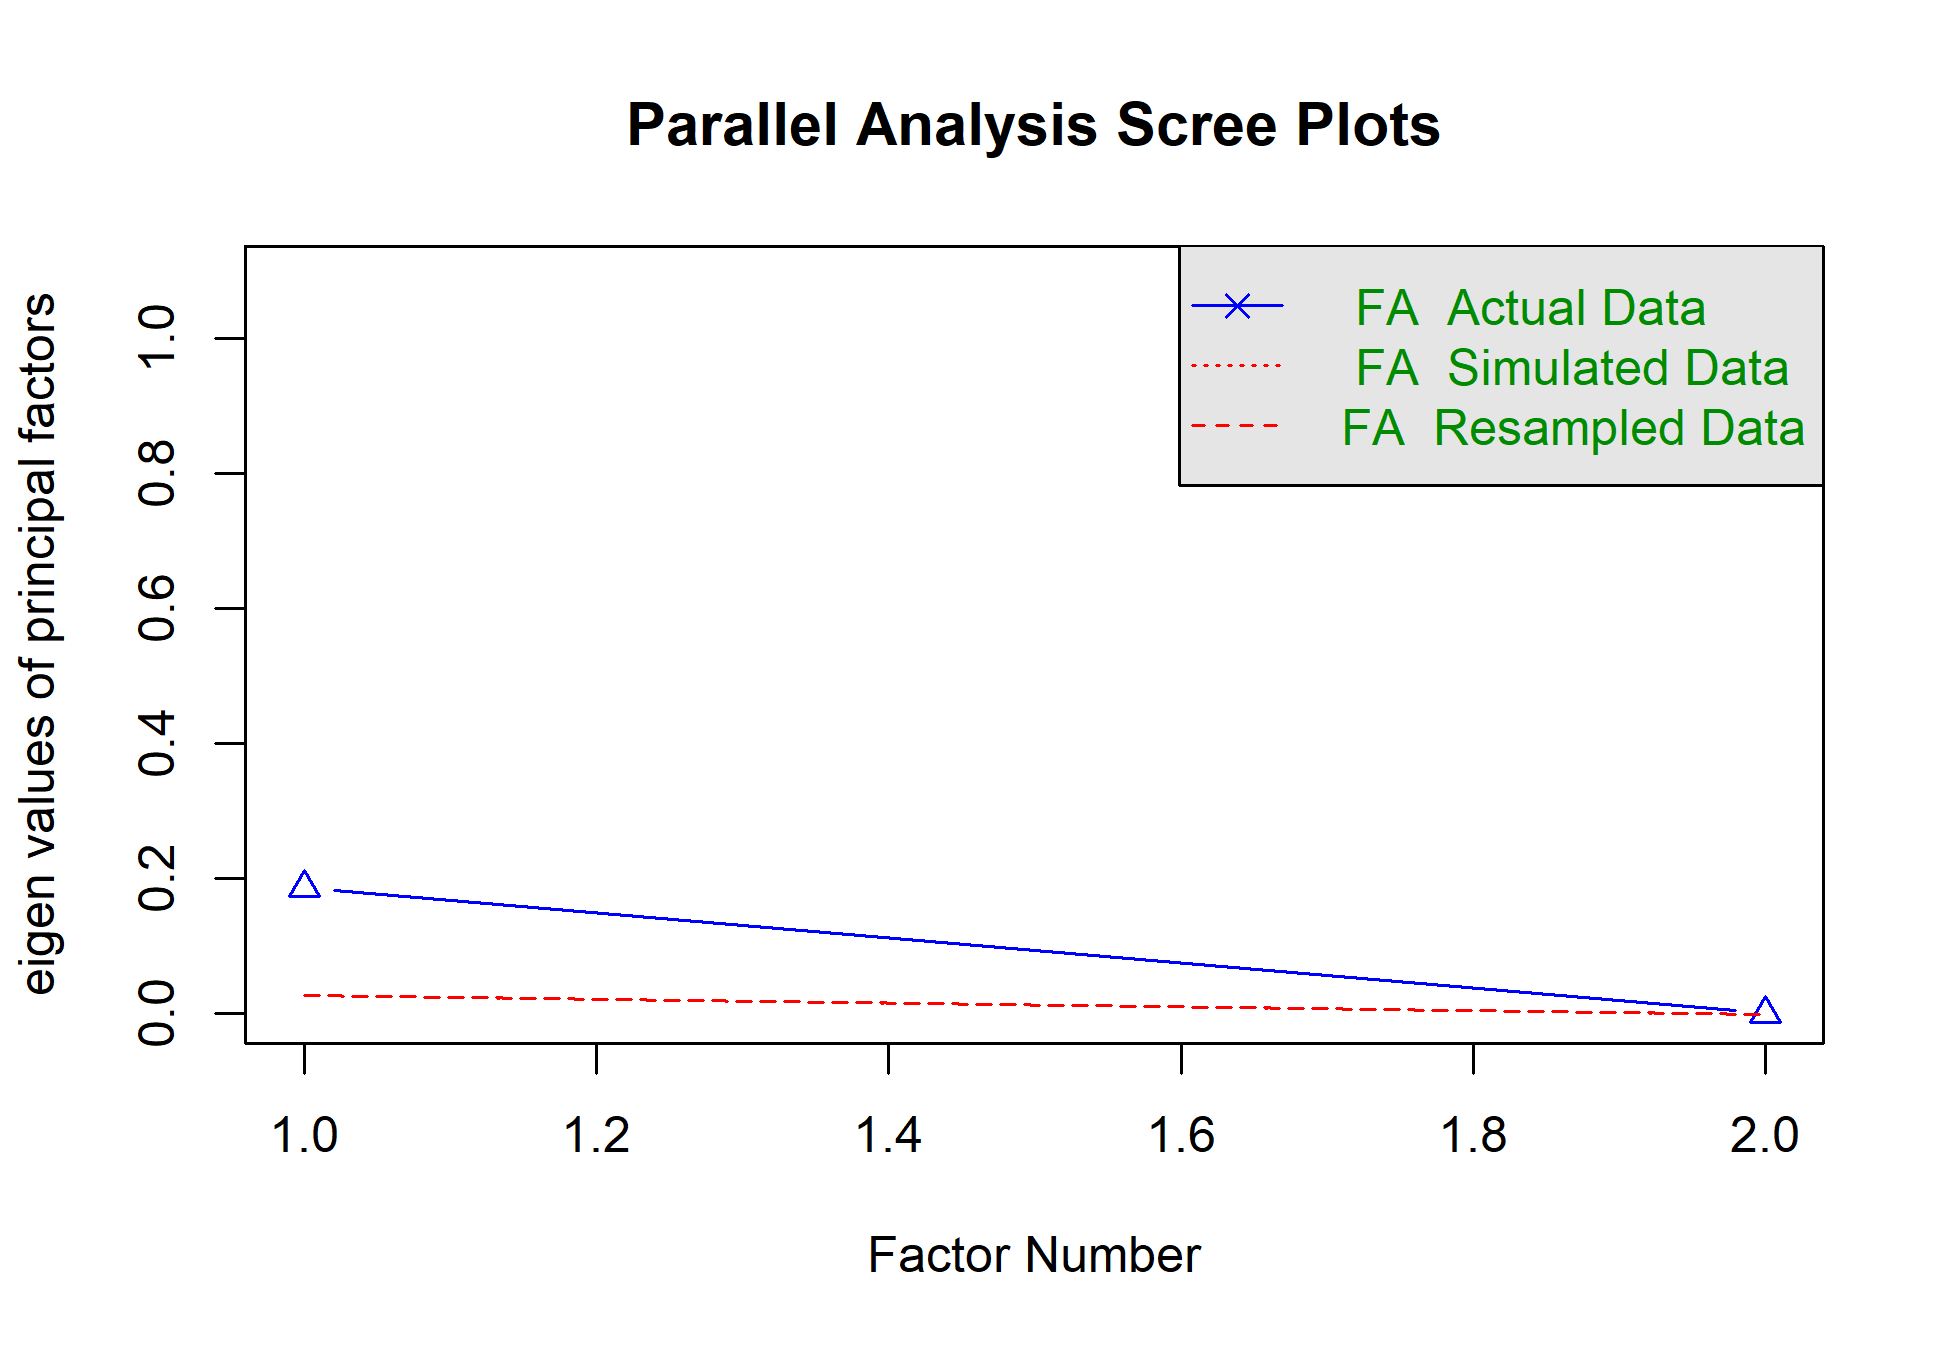 Parallel Analysis Scree Plots
eigen values of principal factors
1.0
0.8
0.6
0.4
0.2
0.0
FA Actual Data
FA Simulated Data
FA Resampled Data
1.0 1.2 1.4 1.6 1.8 2.0
Factor Number